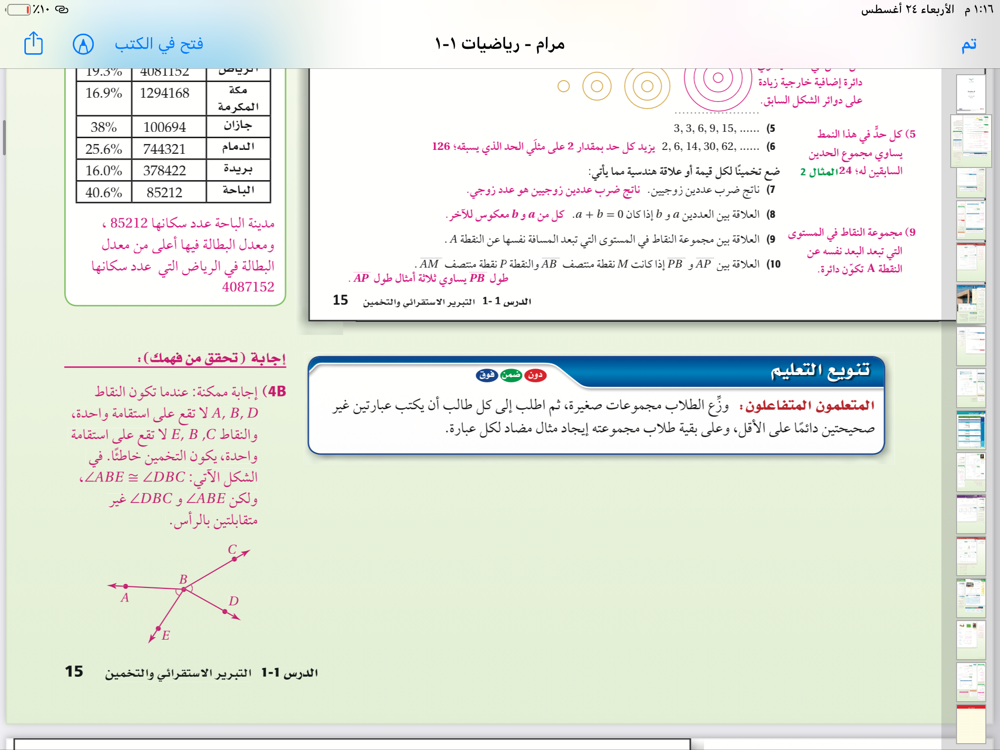 ١:١٦ م الأربعاء ٢٤ أغسطس
٪١٠
تم
مرام - رياضيات ١-١
فتح في الكتب
دائرة إضافية خارجية زيادة
على دوائر الشكل السابق.
5) كل حدٍّ في هذا النمط
يساوي مجموع الحدين
السابقين له؛ 24
المثال 2
9) مجموعة النقاط في المستوى
التي تبعد البعد نفسه عن
النقطة A تكوّن دائرة.
(5 3, 3, 6, 9, 15, ......
(6 2, 6, 14, 30, 62, ...... يزيد كل حد بمقدار 2 على مثلَي الحد الذي يسبقه؛ 126
ضع تخمينًا لكل قيمة أو علاقة هندسية مما يأتي:
(7 ناتج ضرب عددين زوجيين. ناتج ضرب عددين زوجيين هو عدد زوجي.
(8 العلاقة بين العددين a و b إذا كان a + b = 0. كل من a و b معكوس للآخر.
(9 العلاقة بين مجموعة النقاط في المستوى التي تبعد المسافة نفسها عن النقطة A .
(10 العلاقة بين AP و PB إذا كانت M نقطة منتصف AB والنقطة P نقطة منتصف AM .
طول PB يساوي ثلاثة أمثال طول AP .
الدرس 1 -1 التبرير الاستقرائي والتخمين 15
الرياض 4081152 19.3%
مكة المكرمة 1294168 16.9%
جازان 100694 38%
الدمام 744321 25.6%
بريدة 378422 16.0%
الباحة 85212 40.6%
مدينة الباحة عدد سكانها 85212 ،
ومعدل البطالة فيها أعلى من معدل
البطالة في الرياض التي عدد سكانها
4087152
تنويع التعليم
دون ضمن فوق
المتعلمون المتفاعلون: وزِّع الطلاب مجموعات صغيرة، ثم اطلب إلى كل طالب أن يكتب عبارتين غير
صحيحتين دائمًا على الأقل، وعلى بقية طلاب مجموعته إيجاد مثال مضاد لكل عبارة.
إجابة (تحقق من فهمك):
4B) إجابة ممكنة: عندما تكون النقاط
A, B, D لا تقع على استقامة واحدة،
والنقاط E, B ,C لا تقع على استقامة
واحدة، يكون التخمين خاطئًا. في
الشكل الآتي: ∠ABE ≅ ∠DBC،
ولكن ∠ABE و ∠DBC غير
متقابلتين بالرأس.
C
B
A
D
E
الدرس 1-1 التبرير الاستقرائي والتخمين 15